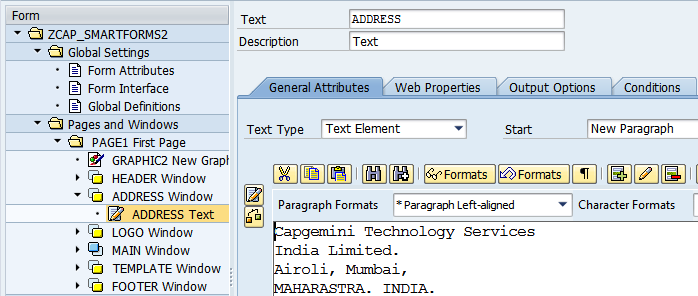 Form
ZCAP_SMARTFORMS2
Global Settings
Form Attributes
Form Interface
Global Definitions
Pages and Windows
PAGE1 First Page
GRAPHIC2 New Graph
HEADER Window
ADDRESS Window
ADDRESS Text
LOGO Window
MAIN Window
TEMPLATE Window
FOOTER Window
Text ADDRESS
Description Text
General Attributes Web Properties Output Options Conditions
Text Type Text Element Start New Paragraph
Formats Formats ¶
Paragraph Formats * Paragraph Left-aligned Character Formats
Capgemini Technology Services
India Limited.
Airoli, Mumbai,
MAHARASTRA. INDIA.